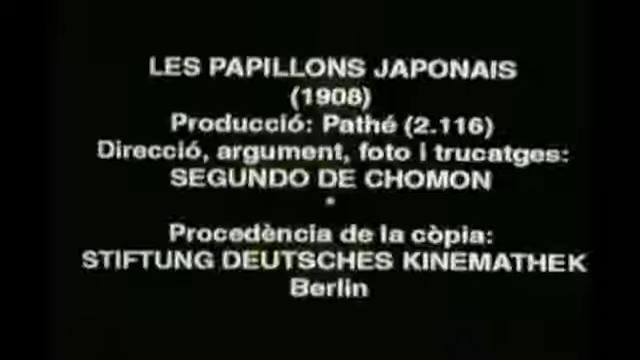 LES PAPILLONS JAPONAIS
(1908)
Producció: Pathé (2.116)
Direcció, argument, foto i trucatges:
SEGUNDO DE CHOMON
*
Procedència de la còpia:
STIFTUNG DEUTSCHES KINEMATHEK
Berlin